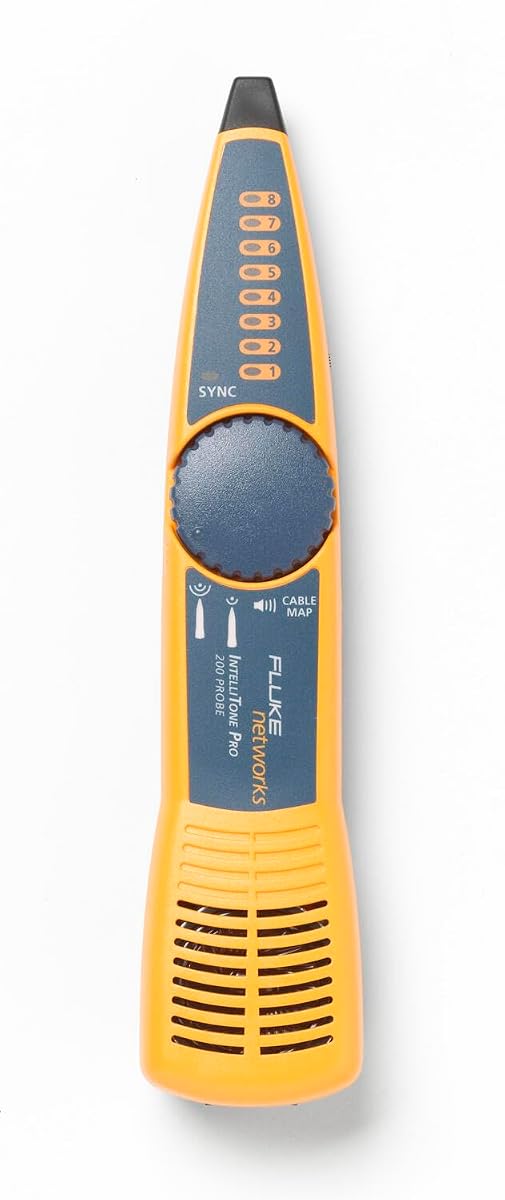 8
7
6
5
4
3
2
1
SYNC
CABLE
MAP
FLUKE
networks
INTELLITONE PRO
200 PROBE